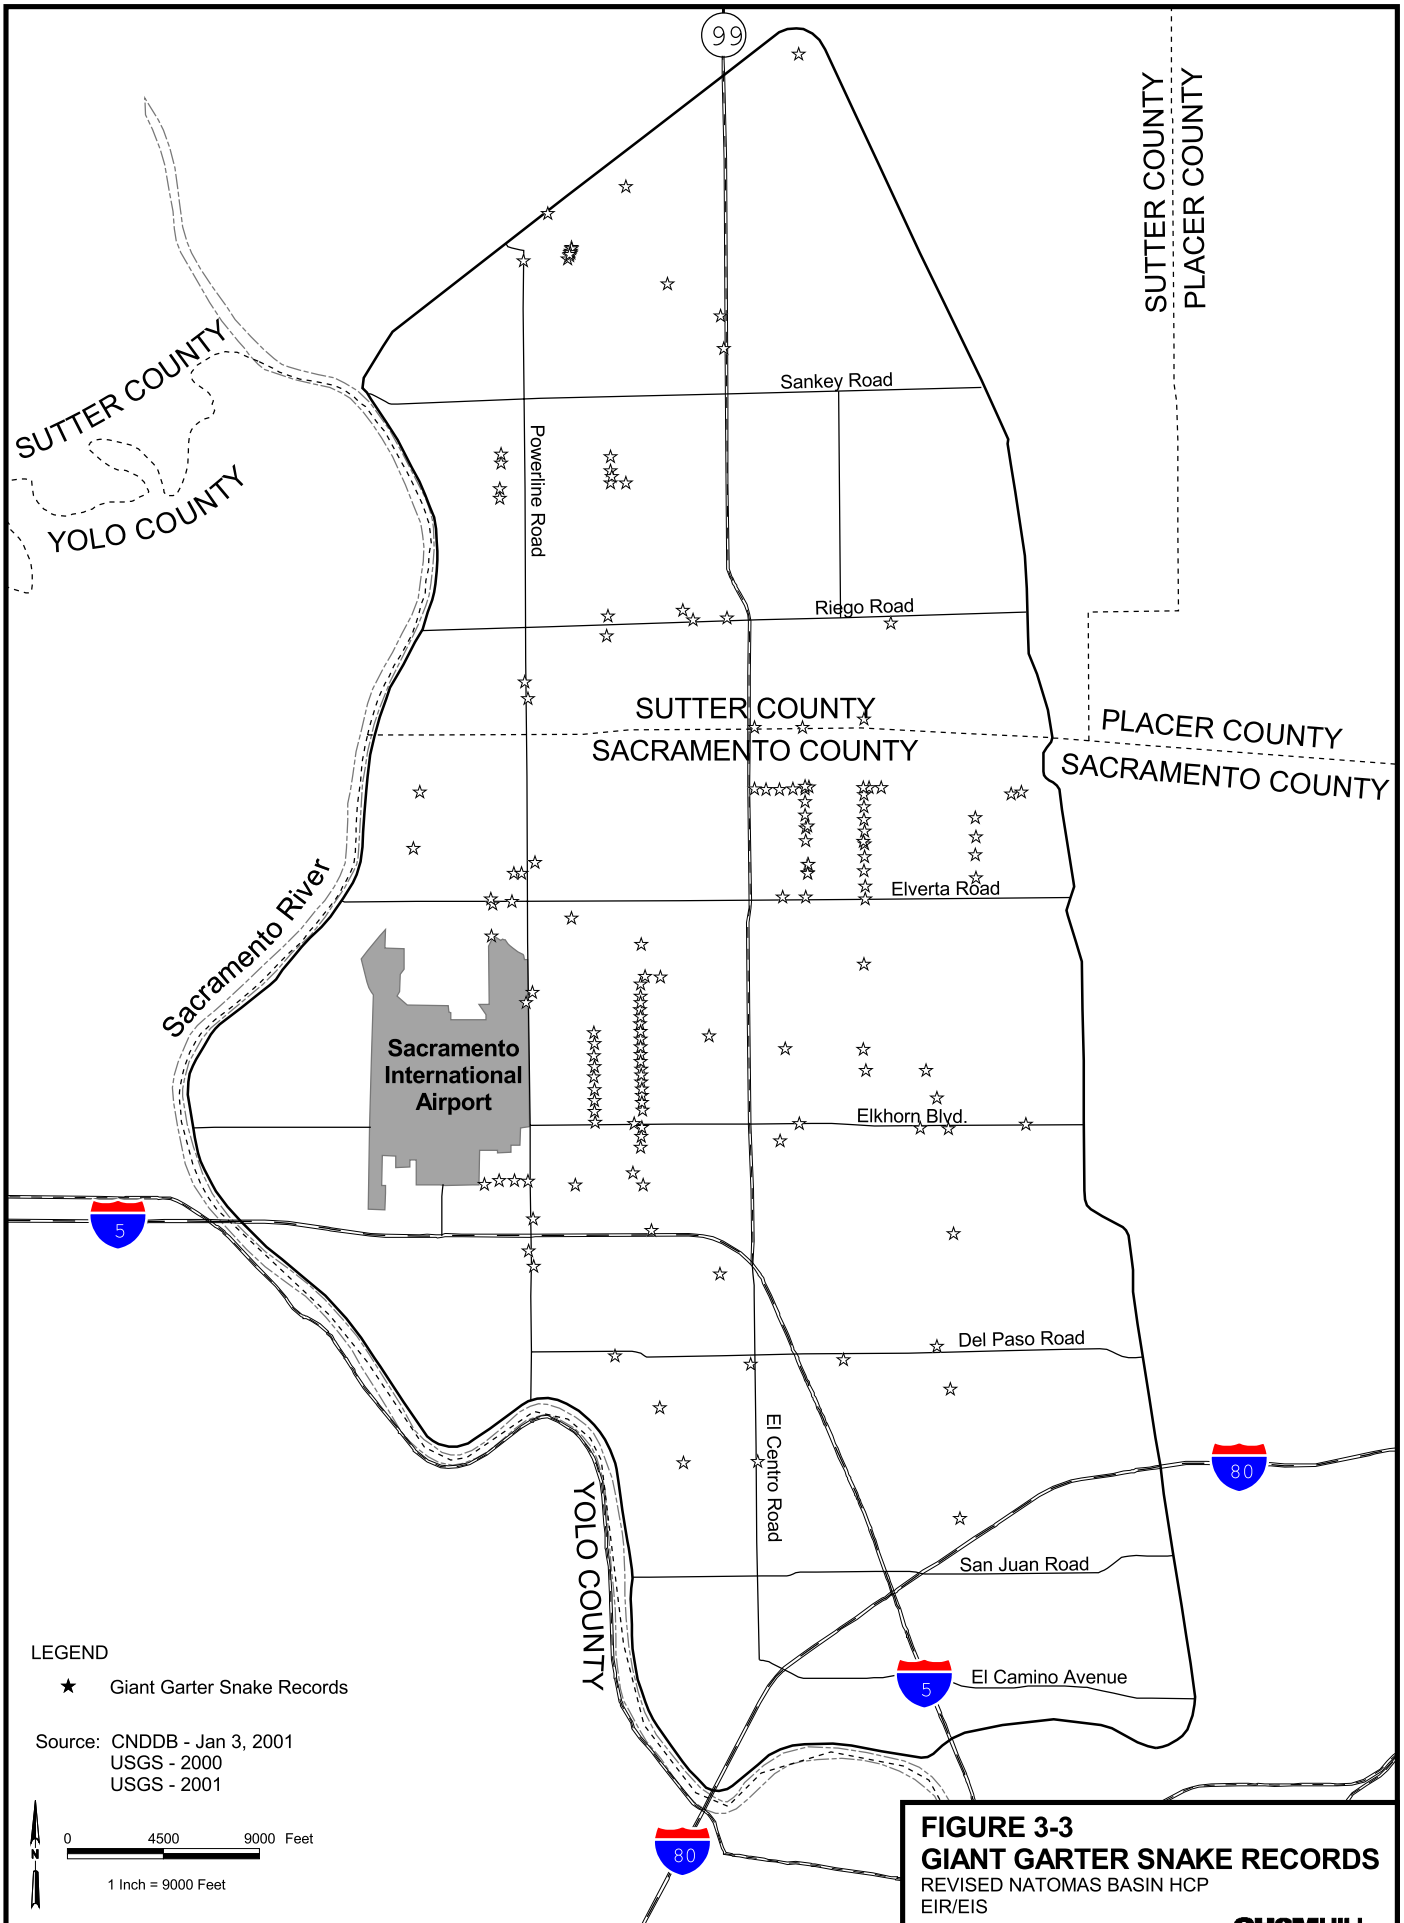 99
SUTTER COUNTY
PLACER COUNTY
SUTTER COUNTY
YOLO COUNTY
Sankey Road
Powerline Road
Riego Road
SUTTER COUNTY
SACRAMENTO COUNTY
PLACER COUNTY
SACRAMENTO COUNTY
Sacramento River
Elverta Road
Sacramento
International
Airport
Elkhorn Blvd.
5
Del Paso Road
El Centro Road
80
YOLO COUNTY
San Juan Road
5
El Camino Avenue
80
LEGEND
Giant Garter Snake Records
Source: CNDDB - Jan 3, 2001
USGS - 2000
USGS - 2001
N
0 4500 9000 Feet
1 Inch = 9000 Feet
FIGURE 3-3
GIANT GARTER SNAKE RECORDS
REVISED NATOMAS BASIN HCP
EIR/EIS